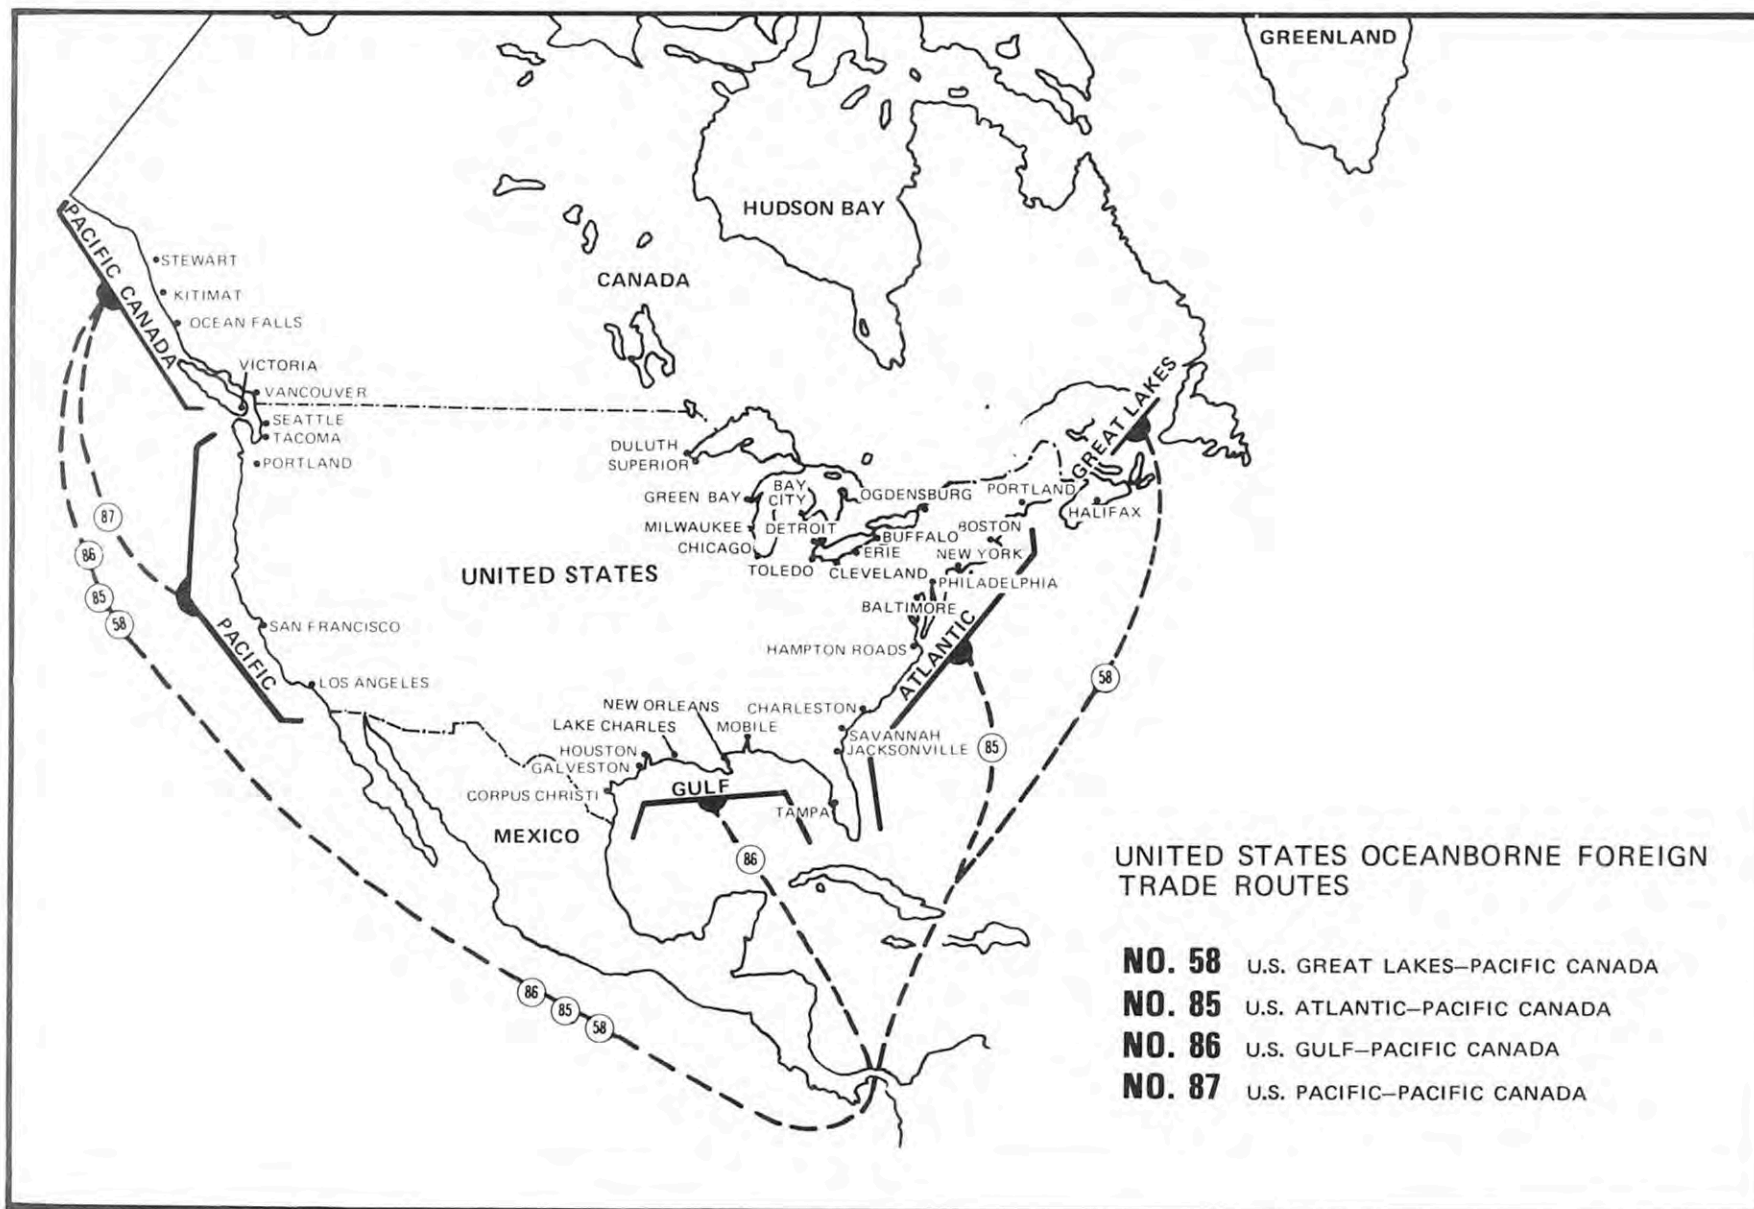 GREENLAND
HUDSON BAY
CANADA
PACIFIC CANADA
STEWART
KITIMAT
OCEAN FALLS
VICTORIA
VANCOUVER
SEATTLE
TACOMA
PORTLAND
DULUTH
SUPERIOR
GREEN BAY
BAY
CITY
MILWAUKEE
DETROIT
CHICAGO
TOLEDO
CLEVELAND
ERIE
BUFFALO
OGDENSBURG
PORTLAND
HALIFAX
BOSTON
NEW YORK
PHILADELPHIA
BALTIMORE
HAMPTON ROADS
GREAT LAKES
ATLANTIC
UNITED STATES
87
86
85
58
PACIFIC
SAN FRANCISCO
LOS ANGELES
NEW ORLEANS
LAKE CHARLES
MOBILE
HOUSTON
GALVESTON
CORPUS CHRISTI
GULF
CHARLESTON
SAVANNAH
JACKSONVILLE
TAMPA
MEXICO
58
85
86
86
85
58
UNITED STATES OCEANBORNE FOREIGN
TRADE ROUTES
NO. 58 U.S. GREAT LAKES–PACIFIC CANADA
NO. 85 U.S. ATLANTIC–PACIFIC CANADA
NO. 86 U.S. GULF–PACIFIC CANADA
NO. 87 U.S. PACIFIC–PACIFIC CANADA